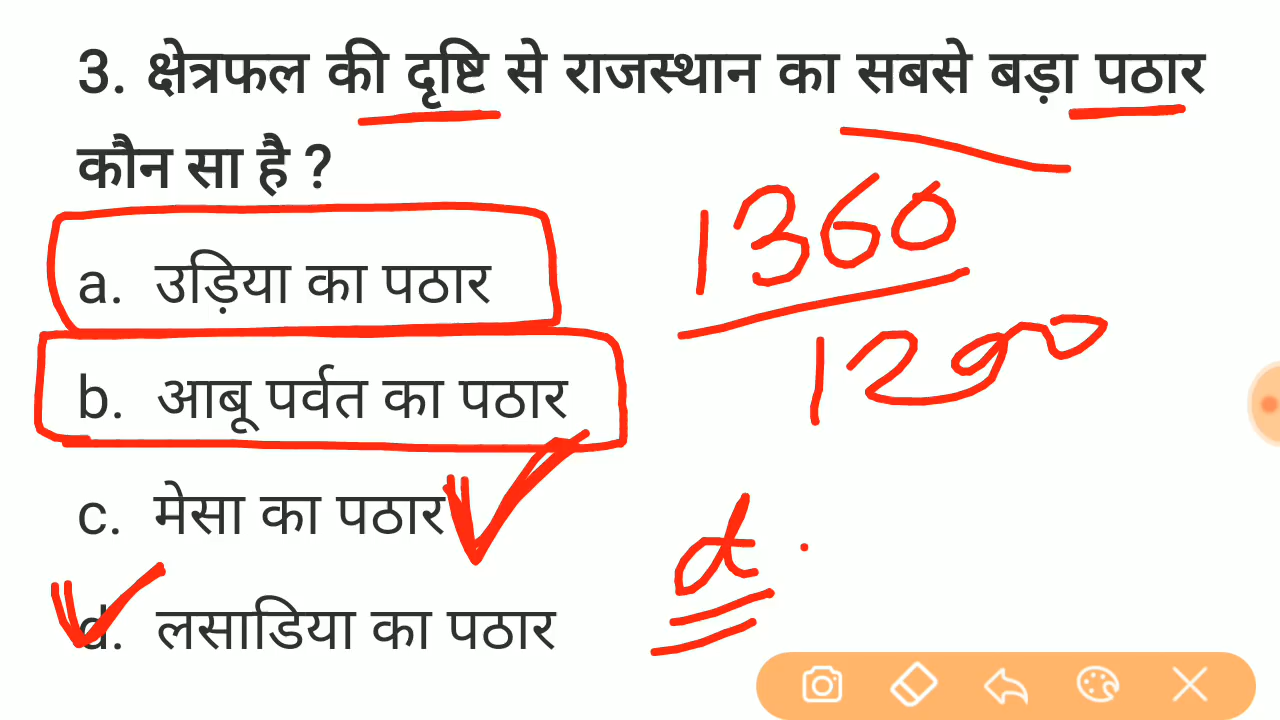 3. क्षेत्रफल की दृष्टि से राजस्थान का सबसे बड़ा पठार
कौन सा है ?
1360
a. उड़िया का पठार
1200
b. आबू पर्वत का पठार
c. मेसा का पठार
d
d. लसाडिया का पठार